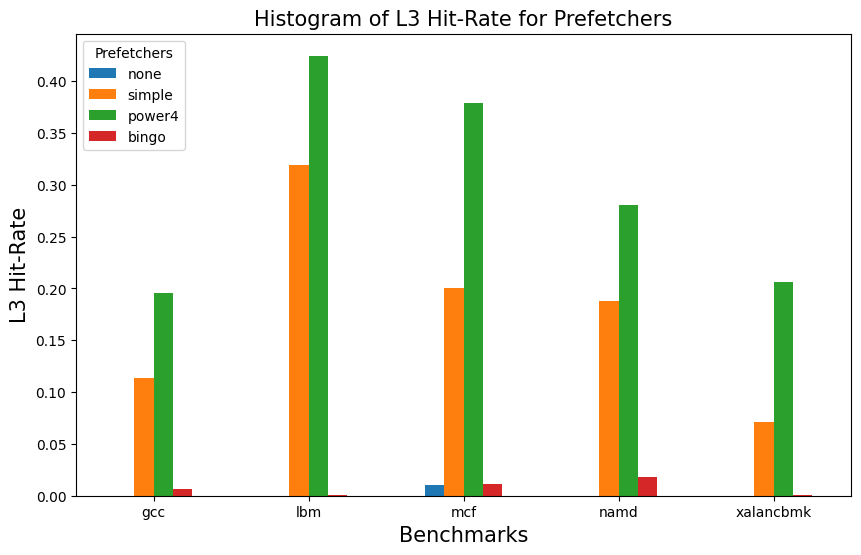 Histogram of L3 Hit-Rate for Prefetchers
Prefetchers
none
simple
power4
bingo
L3 Hit-Rate
0.40
0.35
0.30
0.25
0.20
0.15
0.10
0.05
0.00
gcc lbm mcf namd xalancbmk
Benchmarks